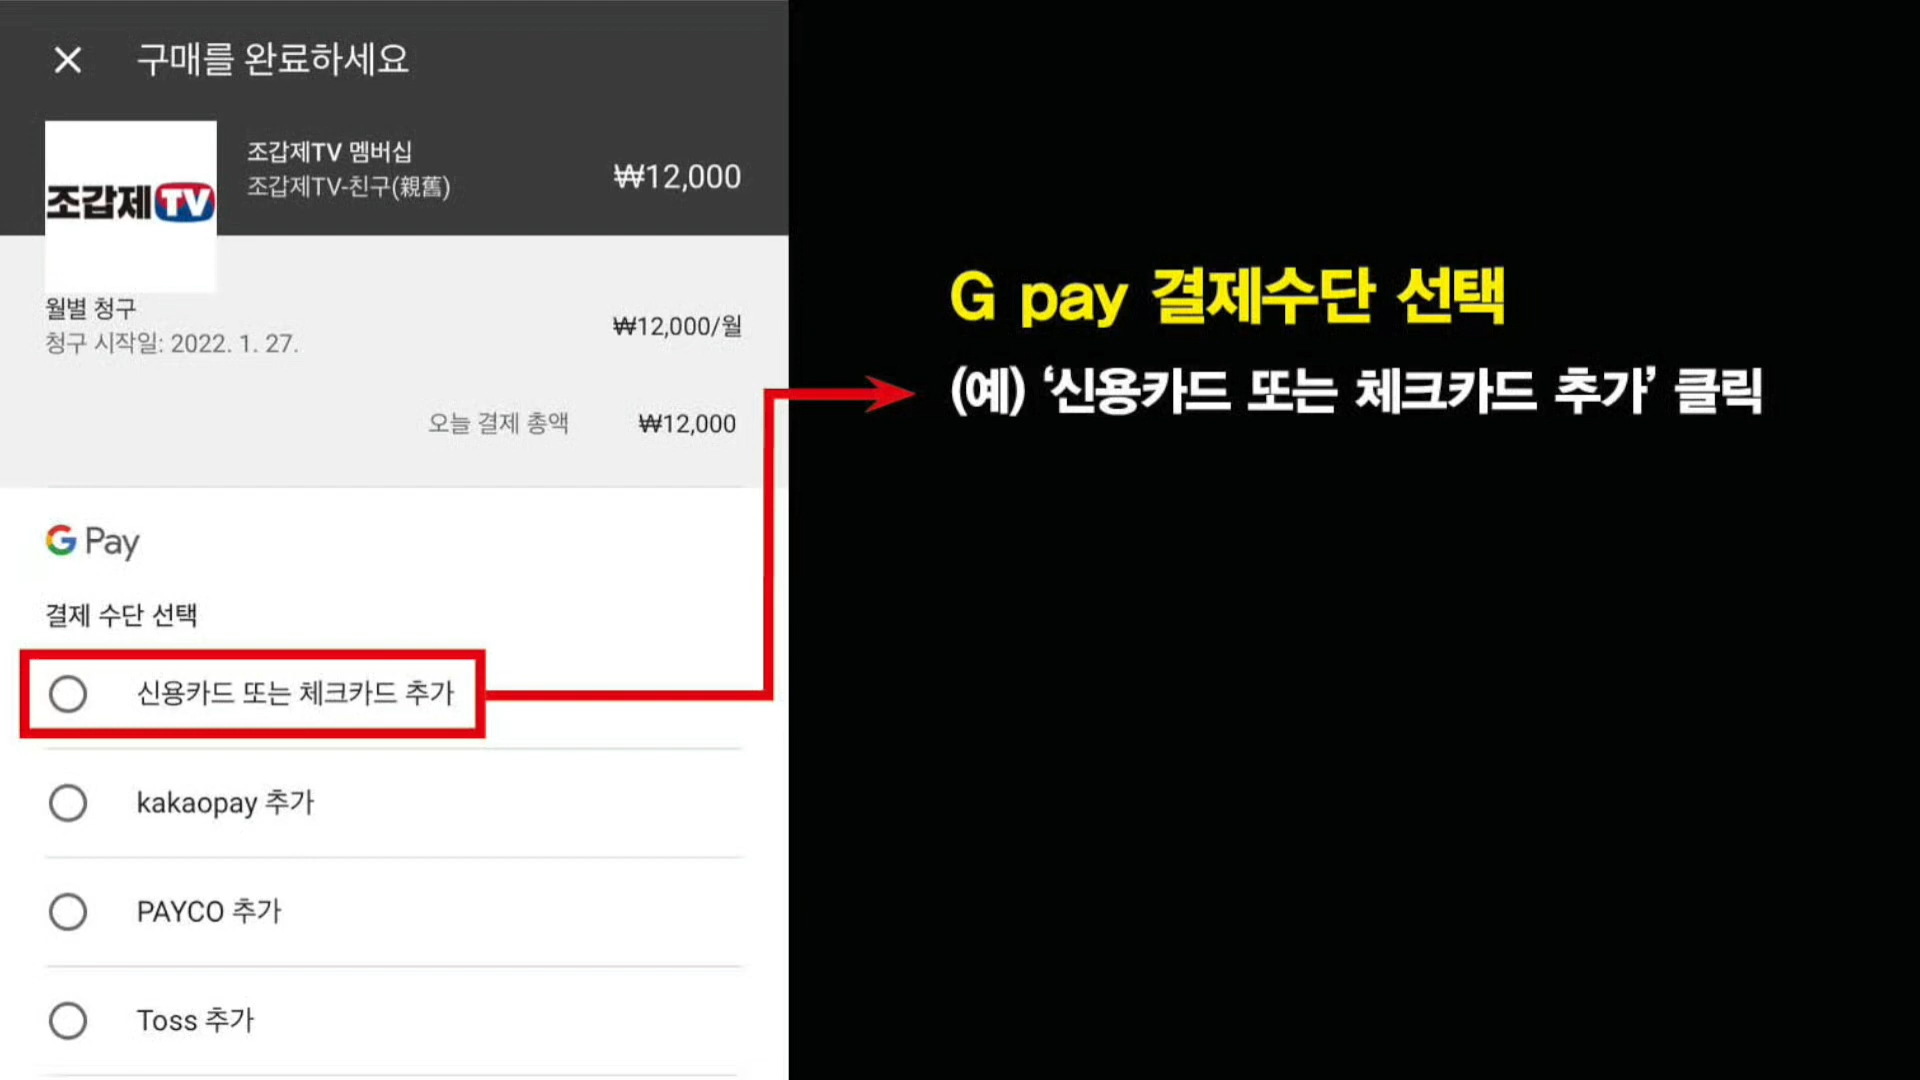 구매를 완료하세요
조갑제TV
조갑제TV 멤버십
조갑제TV-친구(親舊)
₩12,000
월별 청구
청구 시작일: 2022. 1. 27.
₩12,000/월
오늘 결제 총액 ₩12,000
G Pay
결제 수단 선택
신용카드 또는 체크카드 추가
kakaopay 추가
PAYCO 추가
Toss 추가
G pay 결제수단 선택
(예) ‘신용카드 또는 체크카드 추가’ 클릭